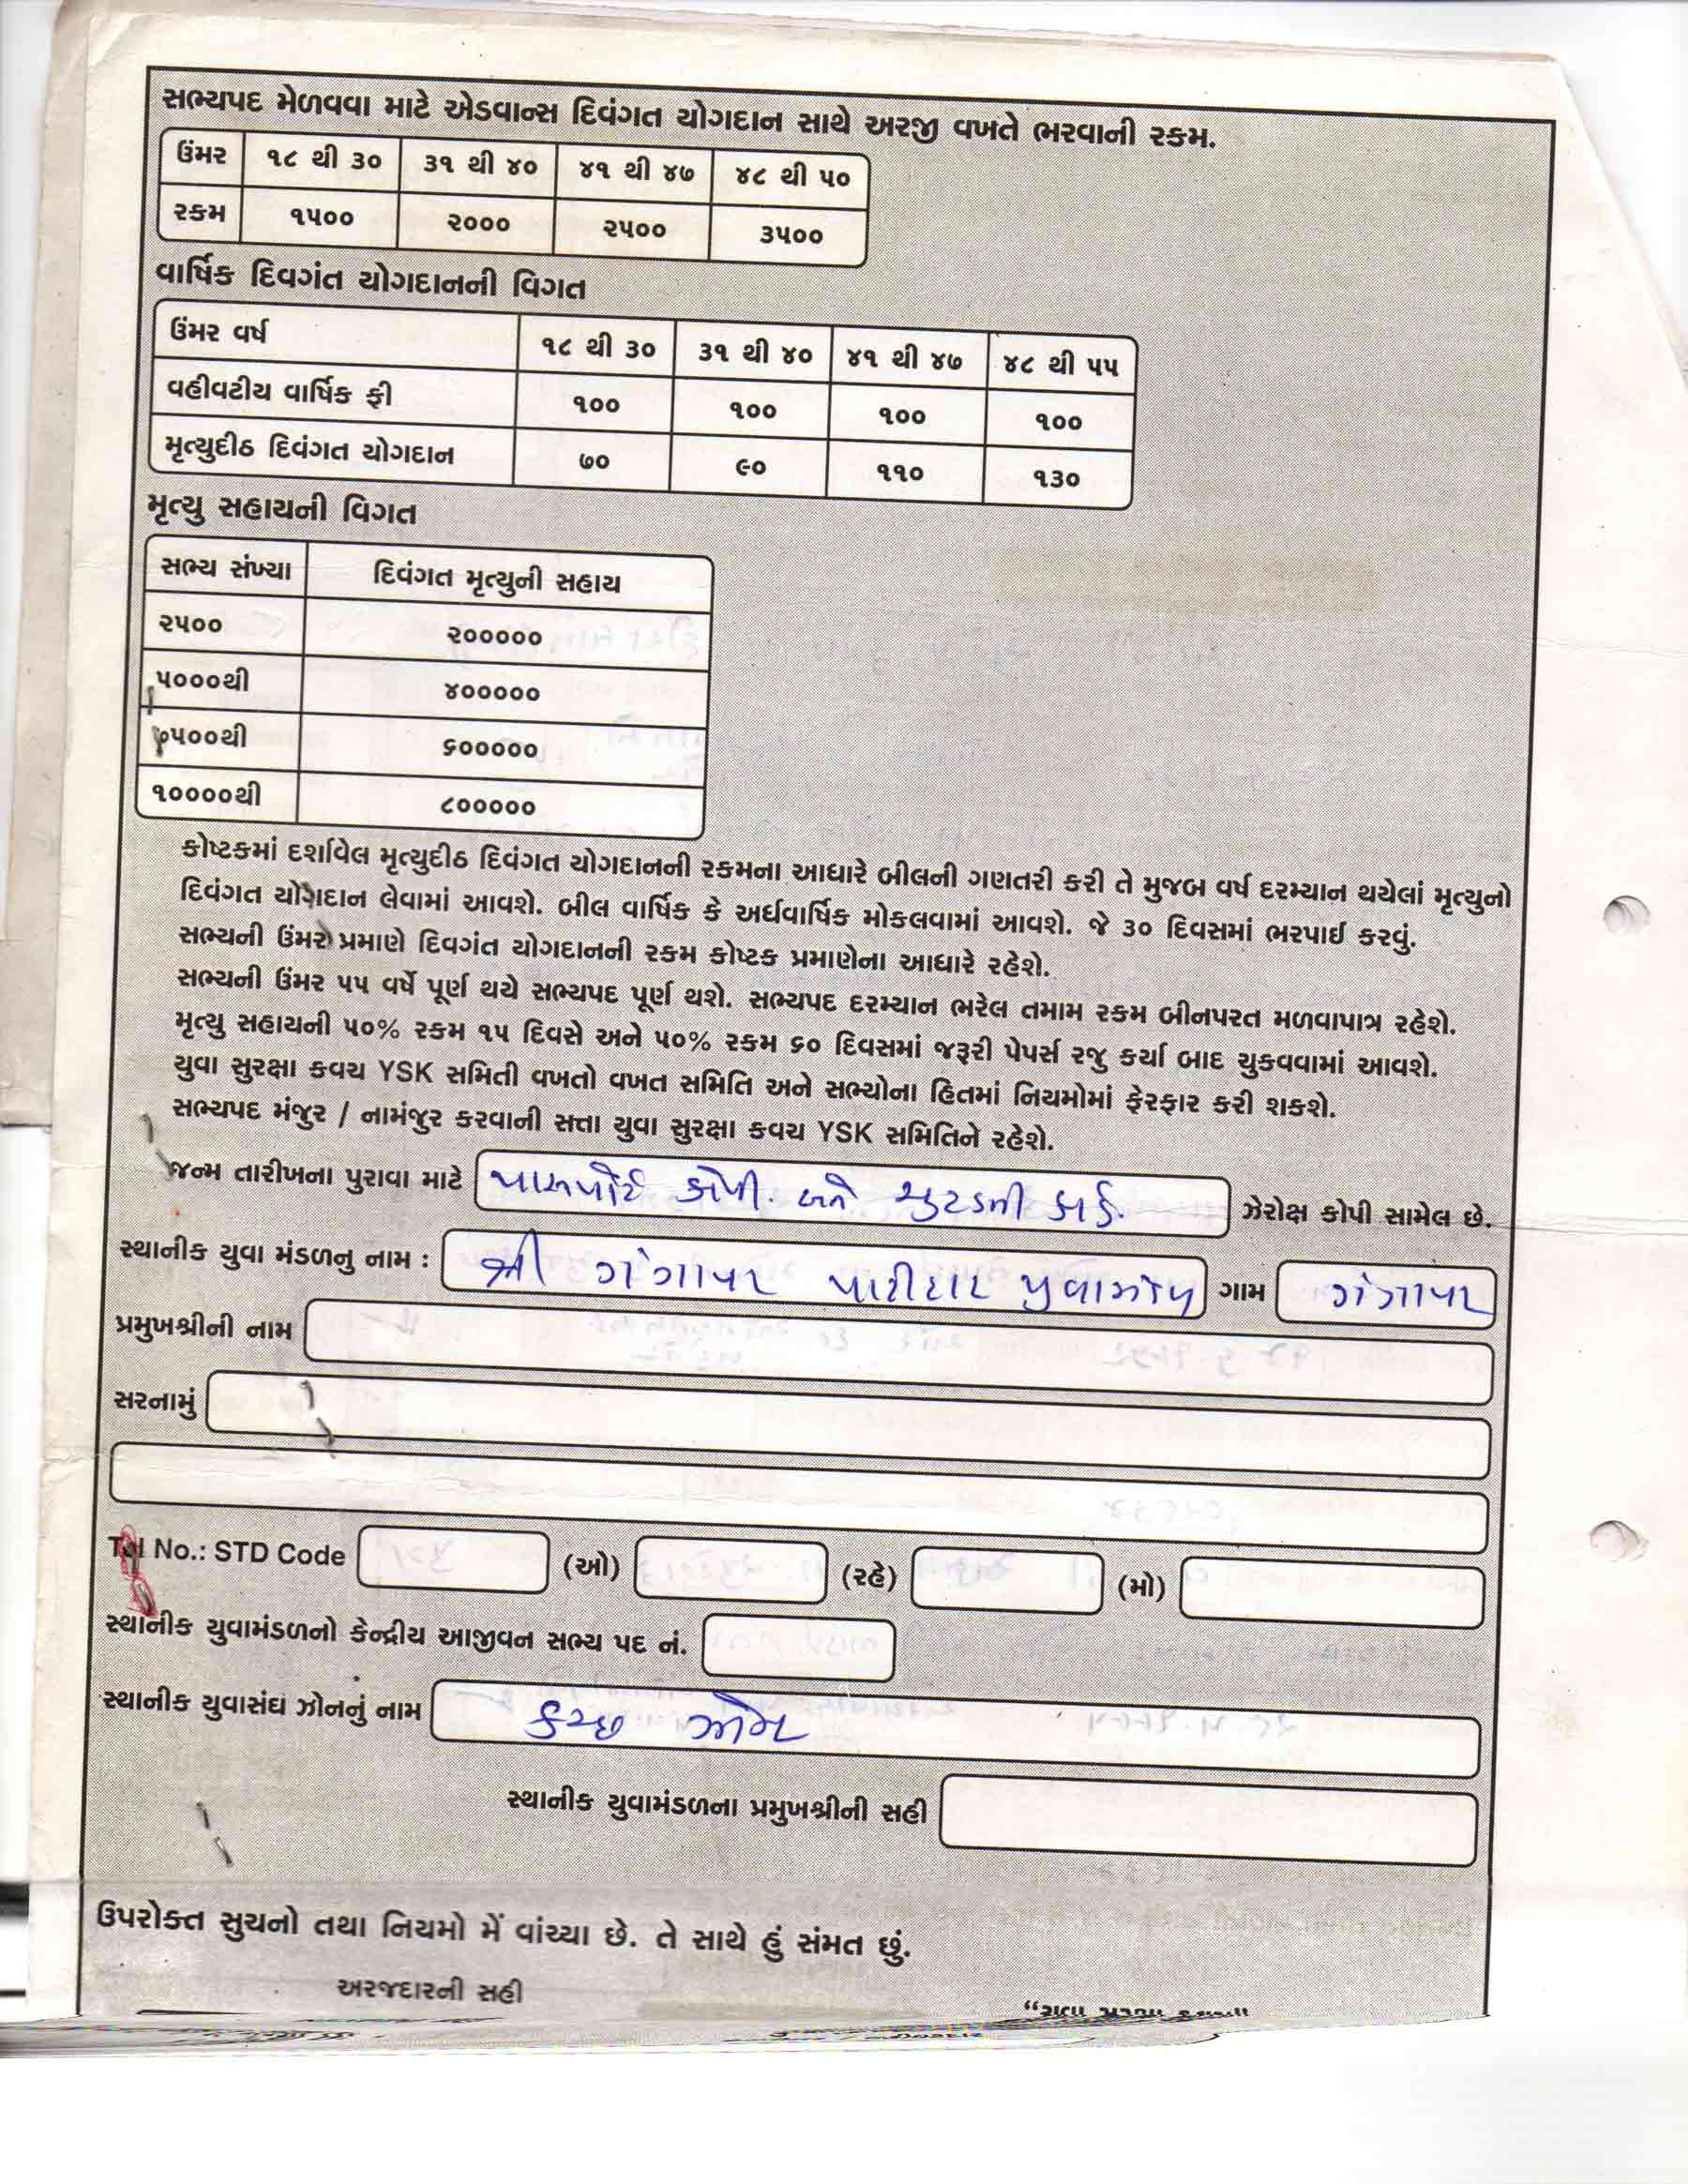 સભ્યપદ મેળવવા માટે એડવાન્સ દિવંગત યોગદાન સાથે અરજી વખતે ભરવાની રકમ.
ઉંમર ૧૮ થી ૩૦ ૩૧ થી ૪૦ ૪૧ થી ૪૭ ૪૮ થી ૫૦
રકમ ૧૫૦૦ ૨૦૦૦ ૨૫૦૦ ૩૫૦૦
વાર્ષિક દિવગંત યોગદાનની વિગત
ઉંમર વર્ષ ૧૮ થી ૩૦ ૩૧ થી ૪૦ ૪૧ થી ૪૭ ૪૮ થી ૫૫
વહીવટીય વાર્ષિક ફી ૧૦૦ ૧૦૦ ૧૦૦ ૧૦૦
મૃત્યુદીઠ દિવંગત યોગદાન ૭૦ ૯૦ ૧૧૦ ૧૩૦
મૃત્યુ સહાયની વિગત
સભ્ય સંખ્યા દિવંગત મૃત્યુની સહાય
૨૫૦૦ ૨૦૦૦૦૦
૫૦૦૦થી ૪૦૦૦૦૦
૭૫૦૦થી ૬૦૦૦૦૦
૧૦૦૦૦થી ૮૦૦૦૦૦
કોષ્ટકમાં દર્શાવેલ મૃત્યુદીઠ દિવંગત યોગદાનની રકમના આધારે બીલની ગણતરી કરી તે મુજબ વર્ષ દરમ્યાન થયેલાં મૃત્યુનો
દિવંગત યોગદાન લેવામાં આવશે. બીલ વાર્ષિક કે અર્ધવાર્ષિક મોકલવામાં આવશે. જે ૩૦ દિવસમાં ભરપાઈ કરવું.
સભ્યની ઉંમર પ્રમાણે દિવગંત યોગદાનની રકમ કોષ્ટક પ્રમાણેના આધારે રહેશે.
સભ્યની ઉંમર ૫૫ વર્ષે પૂર્ણ થયે સભ્યપદ પૂર્ણ થશે. સભ્યપદ દરમ્યાન ભરેલ તમામ રકમ બીનપરત મળવાપાત્ર રહેશે.
મૃત્યુ સહાયની ૫૦% રકમ ૧૫ દિવસે અને ૫૦% રકમ ૬૦ દિવસમાં જરૂરી પેપર્સ રજુ કર્યા બાદ ચુકવવામાં આવશે.
યુવા સુરક્ષા કવચ YSK સમિતી વખતો વખત સમિતિ અને સભ્યોના હિતમાં નિયમોમાં ફેરફાર કરી શકશે.
સભ્યપદ મંજુર / નામંજુર કરવાની સત્તા યુવા સુરક્ષા કવચ YSK સમિતિને રહેશે.
જન્મ તારીખના પુરાવા માટે પાસપોર્ટ કોપી. અને ચુટડની કાર્ડ. ઝેરોક્ષ કોપી સામેલ છે.
સ્થાનીક યુવા મંડળનુ નામ : શ્રી ગંગાપર પાટીદાર યુવામંડળ ગામ ગંગાપર
પ્રમુખશ્રીની નામ
સરનામું
Tel No.: STD Code (ઓ) (રહે) (મો)
સ્થાનીક યુવામંડળનો કેન્દ્રીય આજીવન સભ્ય પદ નં.
સ્થાનીક યુવાસંઘ ઝોનનું નામ કચ્છ ઝોન
સ્થાનીક યુવામંડળના પ્રમુખશ્રીની સહી
ઉપરોક્ત સુચનો તથા નિયમો મેં વાંચ્યા છે. તે સાથે હું સંમત છું.
અરજદારની સહી